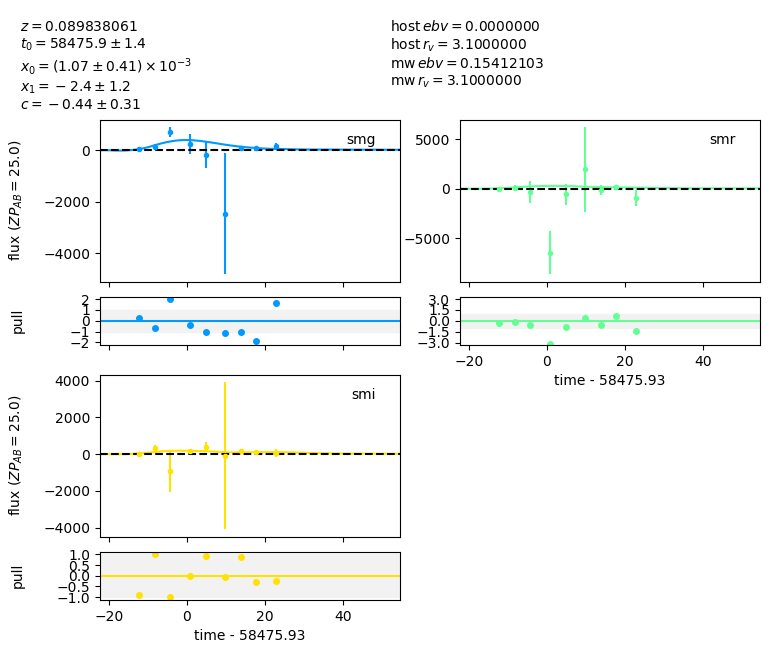 z = 0.089838061
t₀ = 58475.9 ± 1.4
x₀ = (1.07 ± 0.41) × 10⁻³
x₁ = −2.4 ± 1.2
c = −0.44 ± 0.31
host ebv = 0.0000000
host r_v = 3.1000000
mw ebv = 0.15412103
mw r_v = 3.1000000
smg
flux (ZP_AB = 25.0)
0
−2000
−4000
smr
5000
0
−5000
pull
2
1
0
−1
−2
3.0
1.5
0.0
−1.5
−3.0
−20 0 20 40
time - 58475.93
smi
flux (ZP_AB = 25.0)
4000
2000
0
−2000
−4000
pull
1.0
0.5
0.0
−0.5
−1.0
−20 0 20 40
time - 58475.93